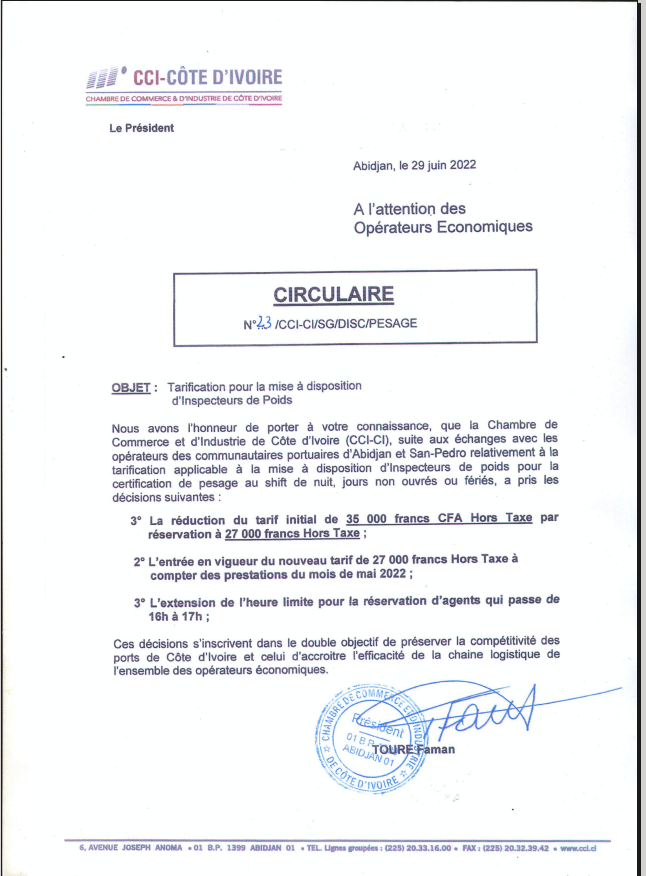 CCI-CÔTE D'IVOIRE
CHAMBRE DE COMMERCE & D'INDUSTRIE DE CÔTE D'IVOIRE
Le Président
Abidjan, le 29 juin 2022
A l'attention des
Opérateurs Economiques
CIRCULAIRE
N°23 /CCI-CI/SG/DISC/PESAGE
OBJET : Tarification pour la mise à disposition
d'Inspecteurs de Poids
Nous avons l'honneur de porter à votre connaissance, que la Chambre de
Commerce et d'Industrie de Côte d'Ivoire (CCI-CI), suite aux échanges avec les
opérateurs des communautaires portuaires d'Abidjan et San-Pedro relativement à la
tarification applicable à la mise à disposition d'Inspecteurs de poids pour la
certification de pesage au shift de nuit, jours non ouvrés ou fériés, a pris les
décisions suivantes :
3° La réduction du tarif initial de 35 000 francs CFA Hors Taxe par
réservation à 27 000 francs Hors Taxe ;
2° L'entrée en vigueur du nouveau tarif de 27 000 francs Hors Taxe à
compter des prestations du mois de mai 2022 ;
3° L'extension de l'heure limite pour la réservation d'agents qui passe de
16h à 17h ;
Ces décisions s'inscrivent dans le double objectif de préserver la compétitivité des
ports de Côte d'Ivoire et celui d'accroitre l'efficacité de la chaine logistique de
l'ensemble des opérateurs économiques.
CHAMBRE DE COMMERCE ET D'INDUSTRIE
DE CÔTE D'IVOIRE
Président
01 B.P.
ABIDJAN 01
TOURE Faman
6, AVENUE JOSEPH ANOMA • 01 B.P. 1399 ABIDJAN 01 • TEL. Lignes groupées : (225) 20.33.16.00 • FAX : (225) 20.32.39.42 • www.cci.ci